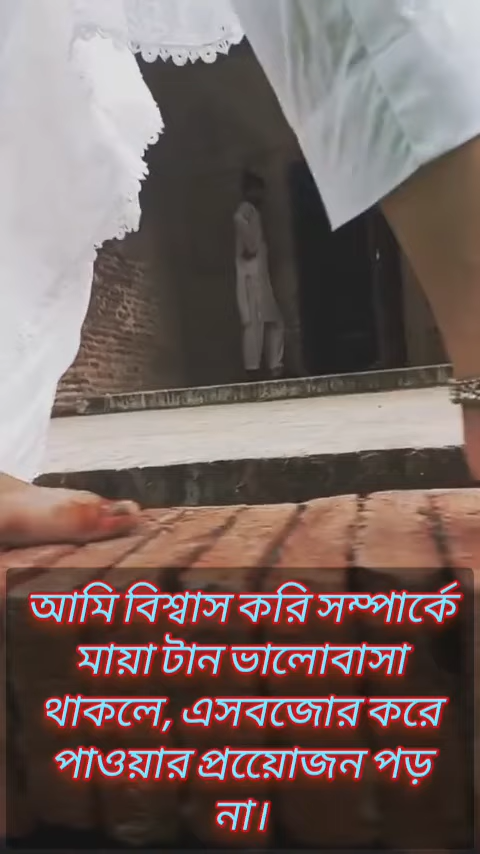 আমি বিশ্বাস করি সম্পার্কে
মায়া টান ভালোবাসা
থাকলে, এসবজোর করে
পাওয়ার প্রয়োেজন পড়
না।